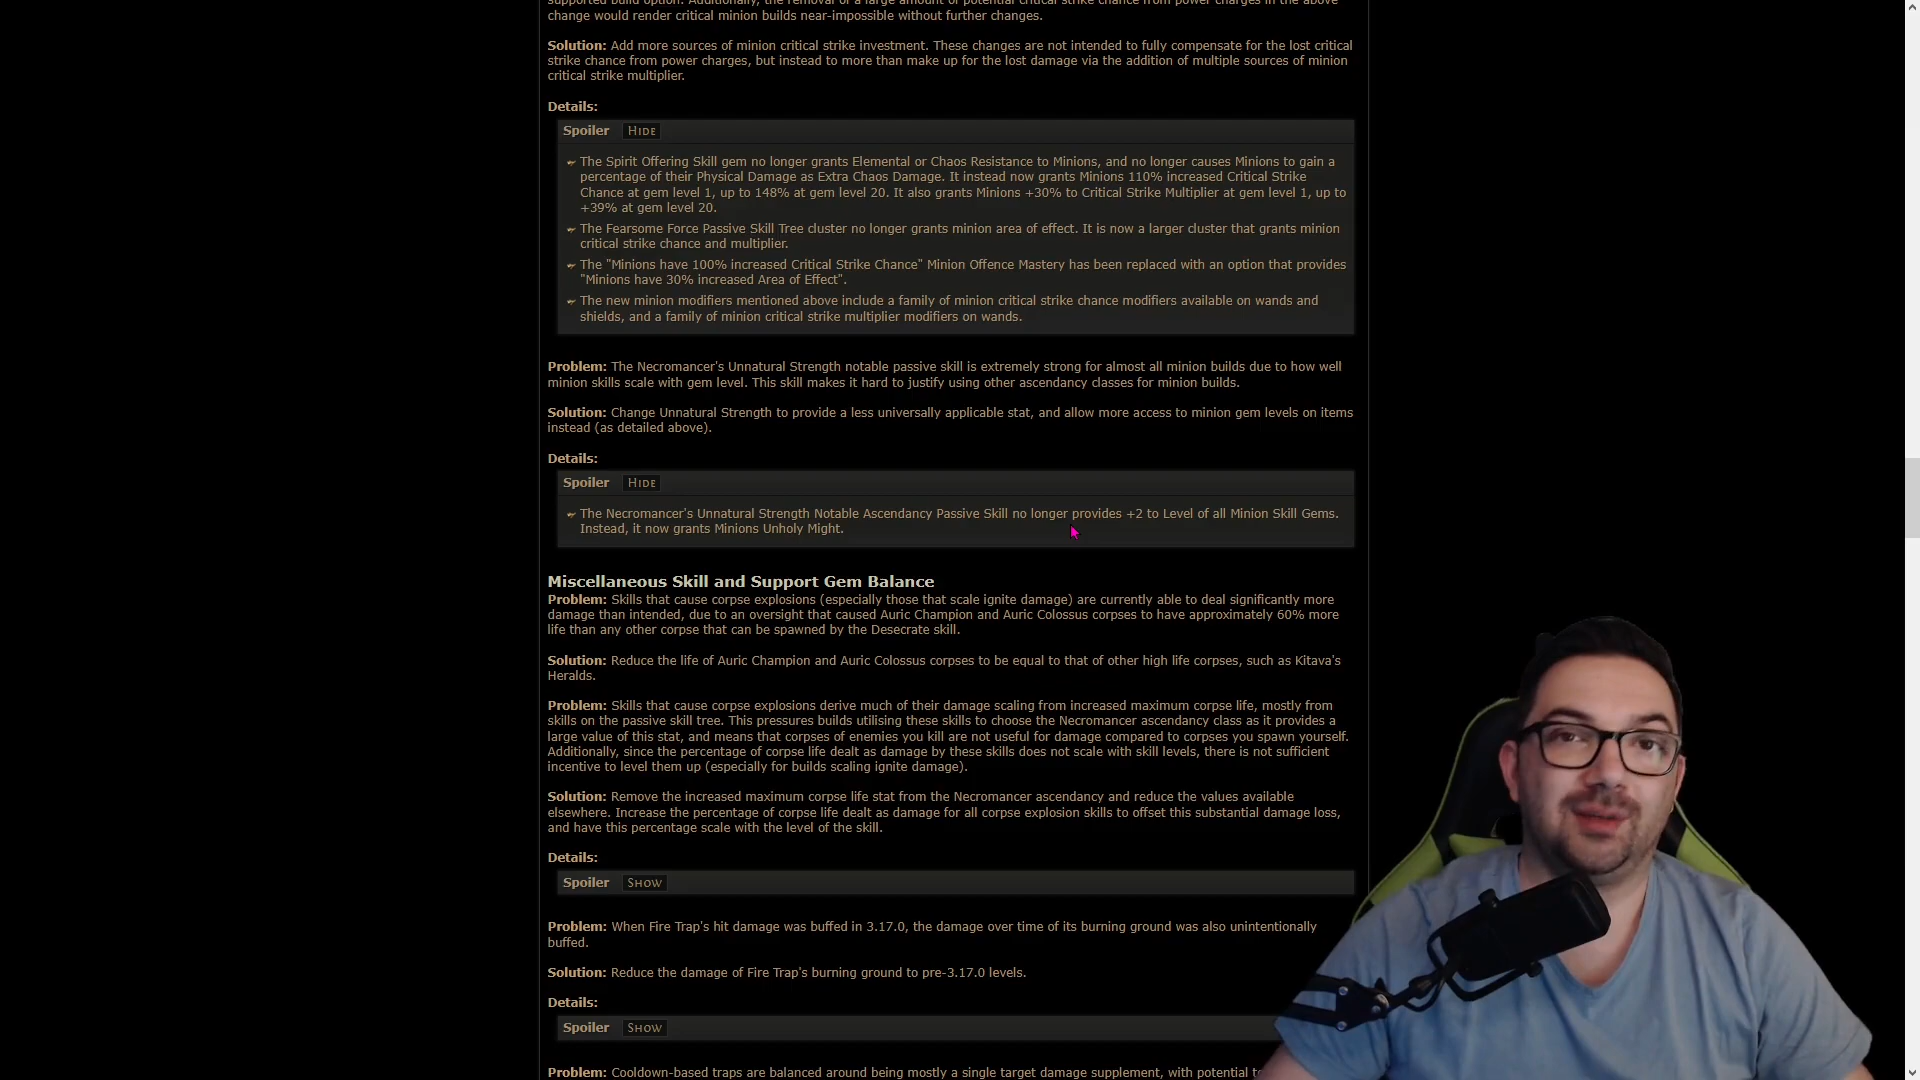 change would render critical minion builds near-impossible without further changes.
Solution: Add more sources of minion critical strike investment. These changes are not intended to fully compensate for the lost critical
strike chance from power charges, but instead to more than make up for the lost damage via the addition of multiple sources of minion
critical strike multiplier.
Details:
Spoiler HIDE
The Spirit Offering Skill gem no longer grants Elemental or Chaos Resistance to Minions, and no longer causes Minions to gain a
percentage of their Physical Damage as Extra Chaos Damage. It instead now grants Minions 110% increased Critical Strike
Chance at gem level 1, up to 148% at gem level 20. It also grants Minions +30% to Critical Strike Multiplier at gem level 1, up to
+39% at gem level 20.
The Fearsome Force Passive Skill Tree cluster no longer grants minion area of effect. It is now a larger cluster that grants minion
critical strike chance and multiplier.
The "Minions have 100% increased Critical Strike Chance" Minion Offence Mastery has been replaced with an option that provides
"Minions have 30% increased Area of Effect".
The new minion modifiers mentioned above include a family of minion critical strike chance modifiers available on wands and
shields, and a family of minion critical strike multiplier modifiers on wands.
Problem: The Necromancer's Unnatural Strength notable passive skill is extremely strong for almost all minion builds due to how well
minion skills scale with gem level. This skill makes it hard to justify using other ascendancy classes for minion builds.
Solution: Change Unnatural Strength to provide a less universally applicable stat, and allow more access to minion gem levels on items
instead (as detailed above).
Details:
Spoiler HIDE
The Necromancer's Unnatural Strength Notable Ascendancy Passive Skill no longer provides +2 to Level of all Minion Skill Gems.
Instead, it now grants Minions Unholy Might.
Miscellaneous Skill and Support Gem Balance
Problem: Skills that cause corpse explosions (especially those that scale ignite damage) are currently able to deal significantly more
damage than intended, due to an oversight that caused Auric Champion and Auric Colossus corpses to have approximately 60% more
life than any other corpse that can be spawned by the Desecrate skill.
Solution: Reduce the life of Auric Champion and Auric Colossus corpses to be equal to that of other high life corpses, such as Kitava's
Heralds.
Problem: Skills that cause corpse explosions derive much of their damage scaling from increased maximum corpse life, mostly from
skills on the passive skill tree. This pressures builds utilising these skills to choose the Necromancer ascendancy class as it provides a
large value of this stat, and means that corpses of enemies you kill are not useful for damage compared to corpses you spawn yourself.
Additionally, since the percentage of corpse life dealt as damage by these skills does not scale with skill levels, there is not sufficient
incentive to level them up (especially for builds scaling ignite damage).
Solution: Remove the increased maximum corpse life stat from the Necromancer ascendancy and reduce the values available
elsewhere. Increase the percentage of corpse life dealt as damage for all corpse explosion skills to offset this substantial damage loss,
and have this percentage scale with the level of the skill.
Details:
Spoiler SHOW
Problem: When Fire Trap's hit damage was buffed in 3.17.0, the damage over time of its burning ground was also unintentionally
buffed.
Solution: Reduce the damage of Fire Trap's burning ground to pre-3.17.0 levels.
Details:
Spoiler SHOW
Problem: Cooldown-based traps are balanced around being mostly a single target damage supplement, with potential